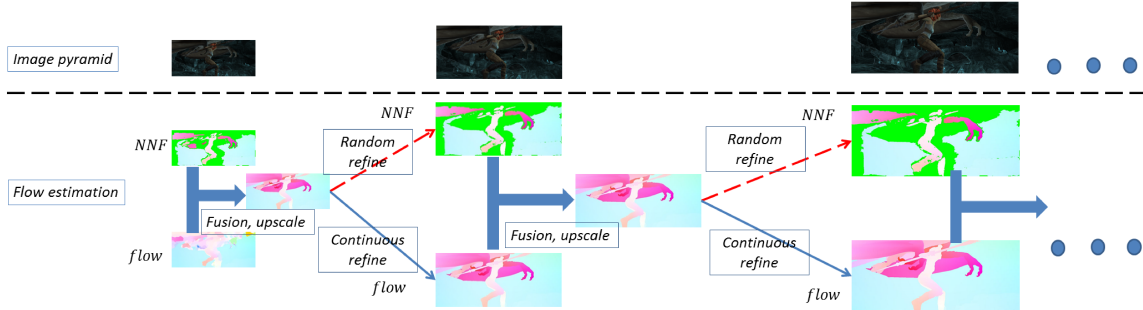 Image pyramid
NNF
NNF
NNF
Random
refine
Random
refine
Flow estimation
Fusion, upscale
Fusion, upscale
Continuous
refine
Continuous
refine
flow
flow
flow